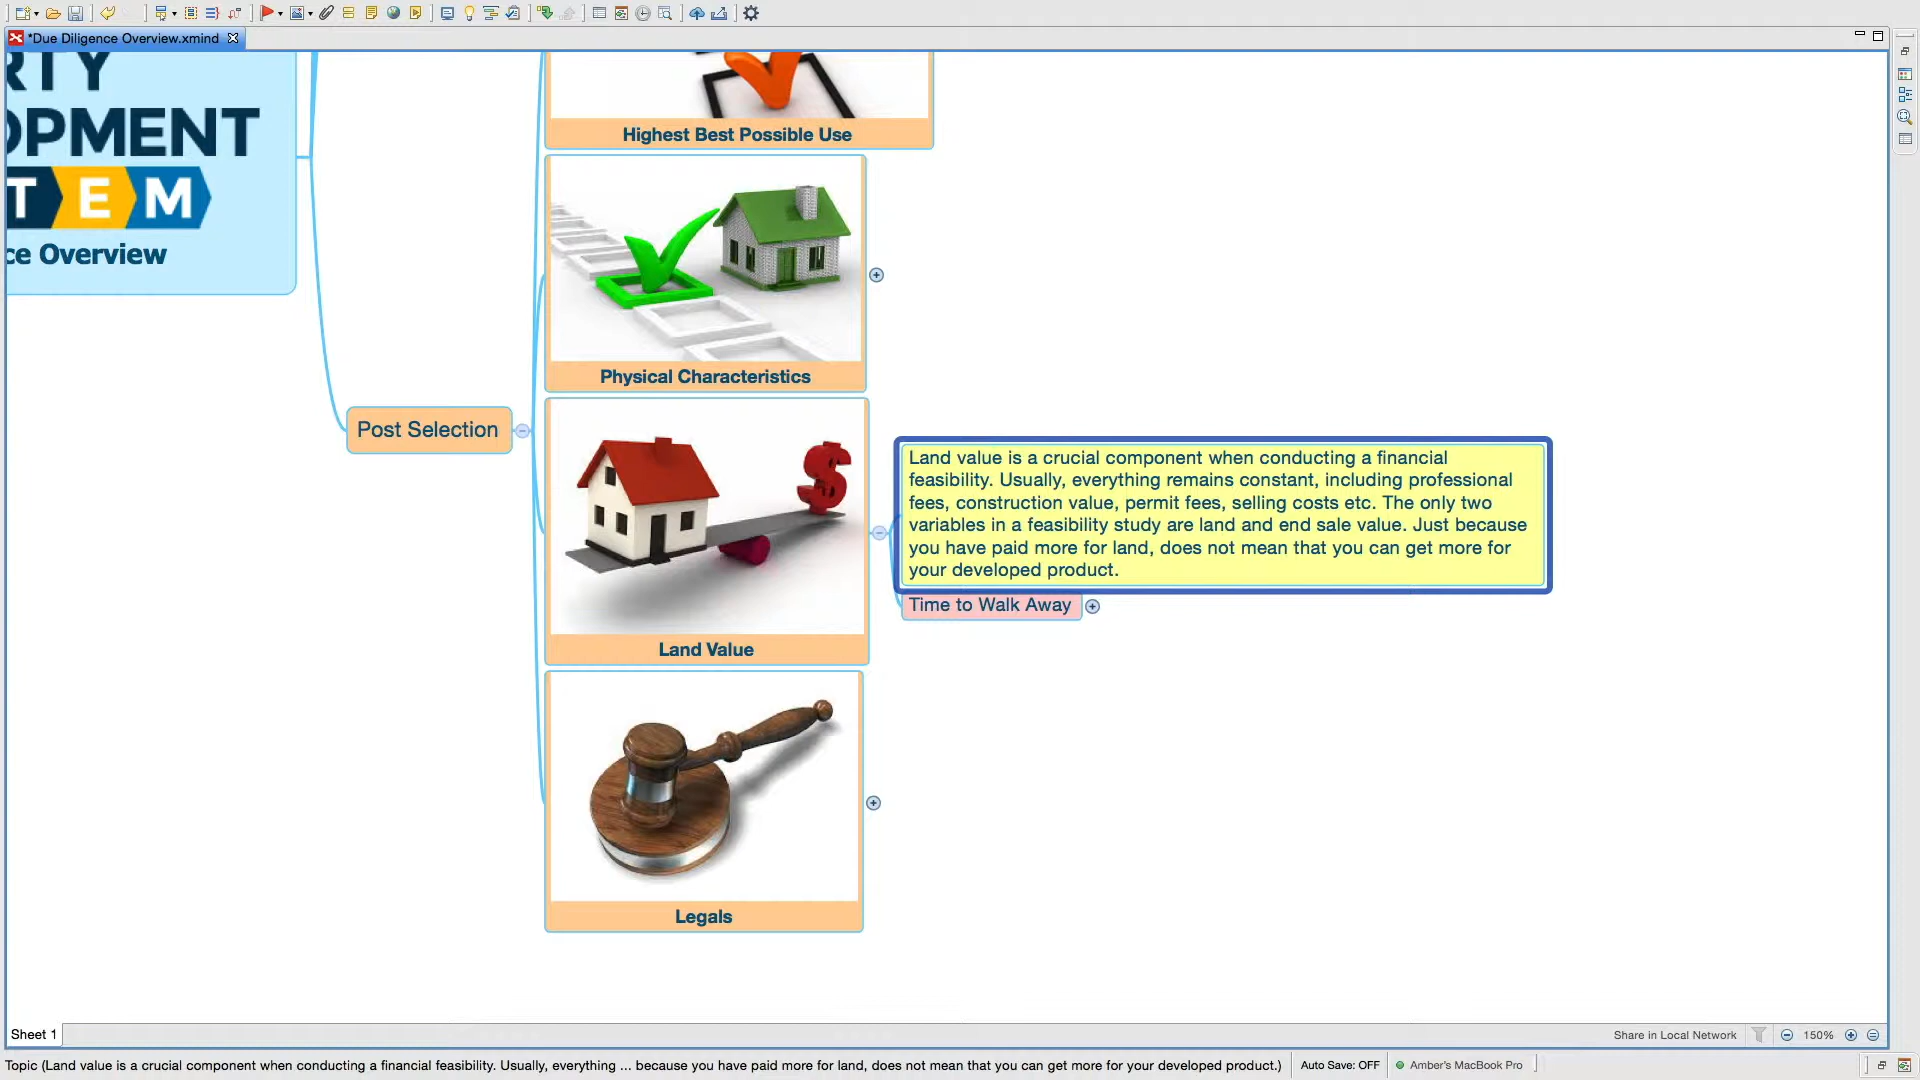 *Due Diligence Overview.xmind
RTY
OPMENT
T E M
ce Overview
Highest Best Possible Use
Physical Characteristics
Post Selection
Land value is a crucial component when conducting a financial
feasibility. Usually, everything remains constant, including professional
fees, construction value, permit fees, selling costs etc. The only two
variables in a feasibility study are land and end sale value. Just because
you have paid more for land, does not mean that you can get more for
your developed product.
Time to Walk Away
Land Value
Legals
Sheet 1
Share in Local Network
150%
Topic (Land value is a crucial component when conducting a financial feasibility. Usually, everything ... because you have paid more for land, does not mean that you can get more for your developed product.)
Auto Save: OFF
Amber's MacBook Pro